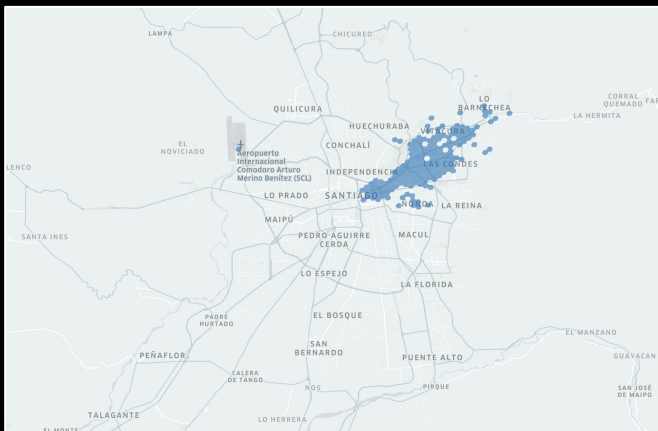 LAMPA
CHICUREO
LO
BARNECHEA
CORRAL
QUEMADO
LA HERMITA
QUILICURA
HUECHURABA
VITACURA
EL
NOVICIADO
Aeropuerto
Internacional
Comodoro Arturo
Merino Benítez (SCL)
CONCHALÍ
LAS CONDES
LENCO
INDEPENDENCIA
LO PRADO
SANTIAGO
ÑUÑOA
LA REINA
MAIPÚ
SANTA INES
PEDRO AGUIRRE
CERDA
MACUL
LO ESPEJO
LA FLORIDA
PADRE
HURTADO
EL BOSQUE
EL MANZANO
PEÑAFLOR
SAN
BERNARDO
PUENTE ALTO
GUAYACAN
CALERA
DE TANGO
NOS
PIRQUE
SAN JOSÉ
DE MAIPO
TALAGANTE
LO HERRERA
EL MONTE